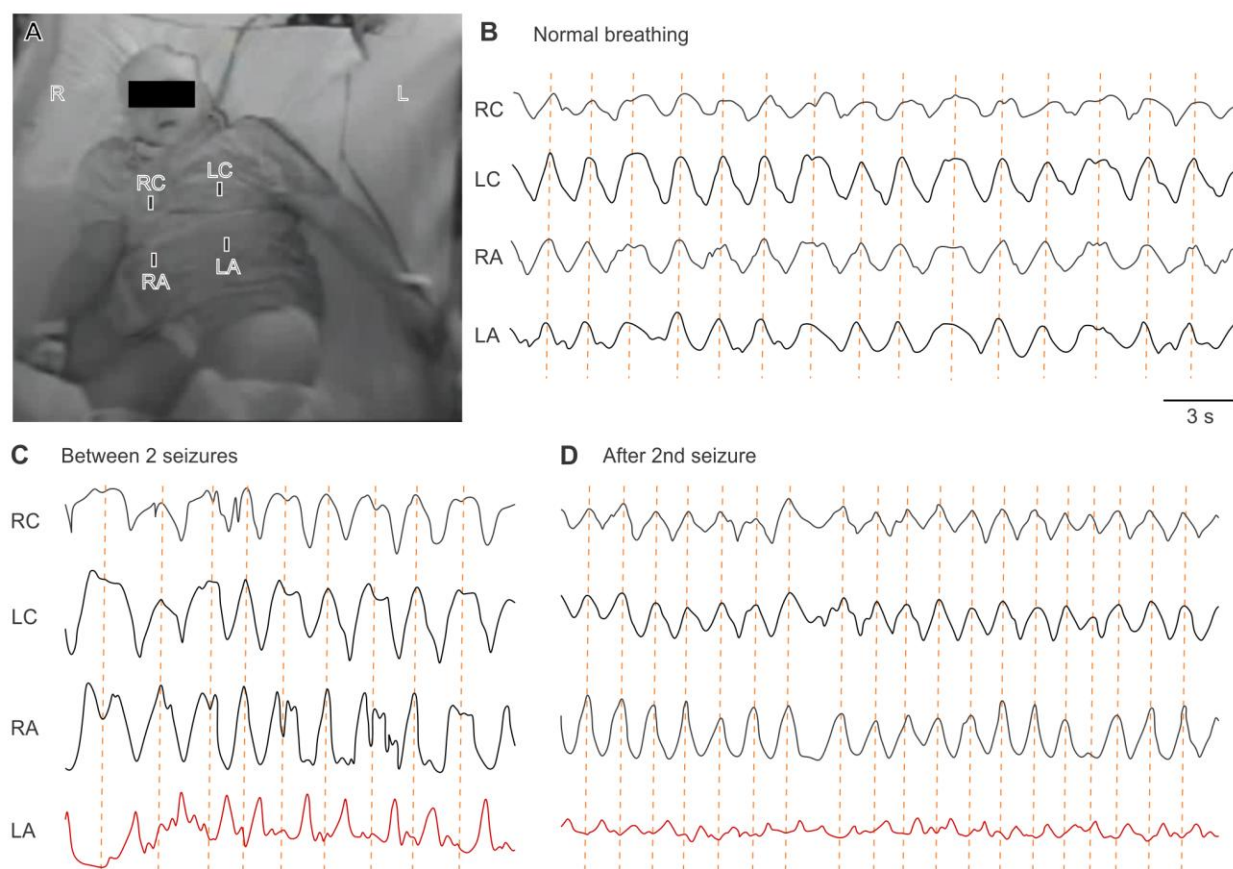 A
R
L
RC
LC
RA
LA
B Normal breathing
RC
LC
RA
LA
3 s
C Between 2 seizures
RC
LC
RA
LA
D After 2nd seizure